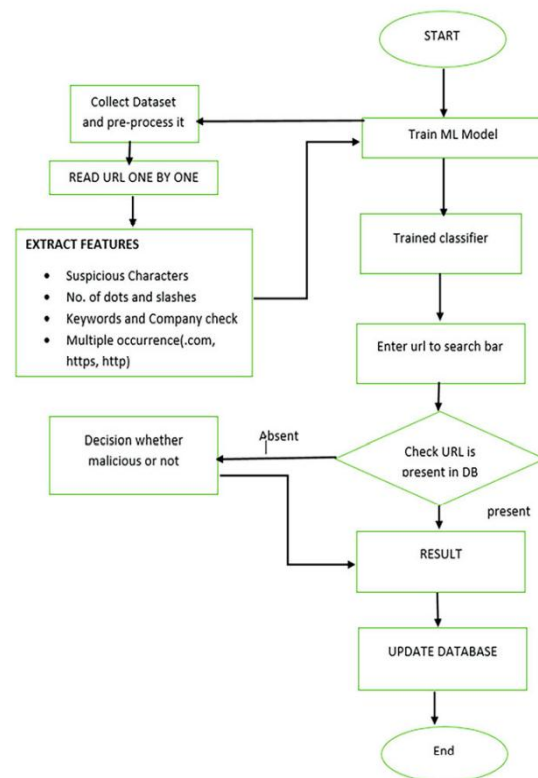 START
Collect Dataset
and pre-process it
Train ML Model
READ URL ONE BY ONE
EXTRACT FEATURES
• Suspicious Characters
• No. of dots and slashes
• Keywords and Company check
• Multiple occurrence(.com,
https, http)
Trained classifier
Enter url to search bar
Check URL is
present in DB
Absent
Decision whether
malicious or not
present
RESULT
UPDATE DATABASE
End